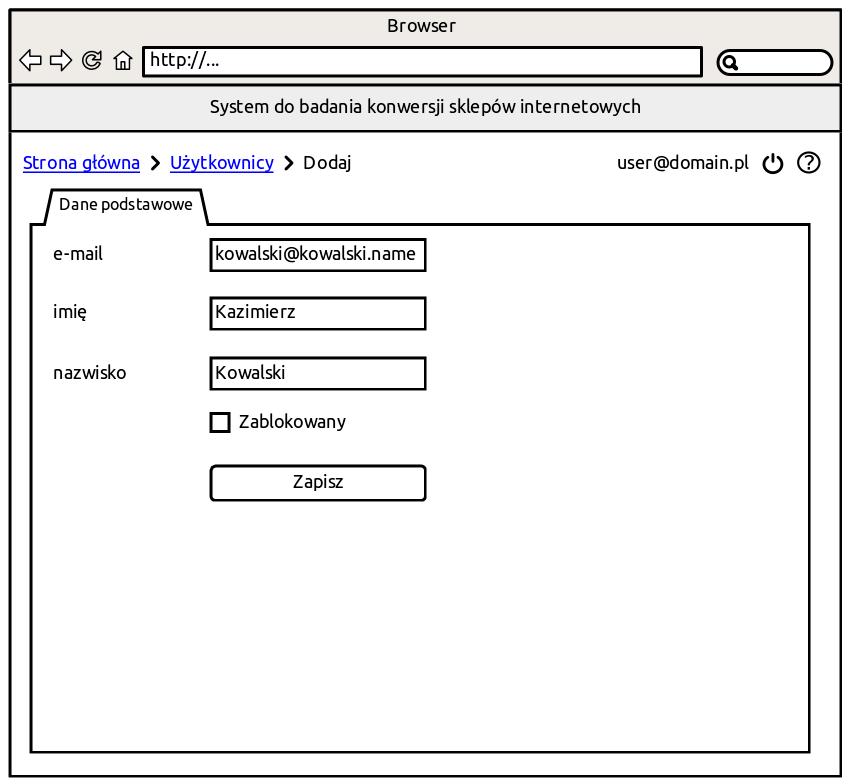 Browser
http://...
System do badania konwersji sklepów internetowych
Strona główna Użytkownicy Dodaj user@domain.pl ?
Dane podstawowe
e-mail kowalski@kowalski.name
imię Kazimierz
nazwisko Kowalski
Zablokowany
Zapisz